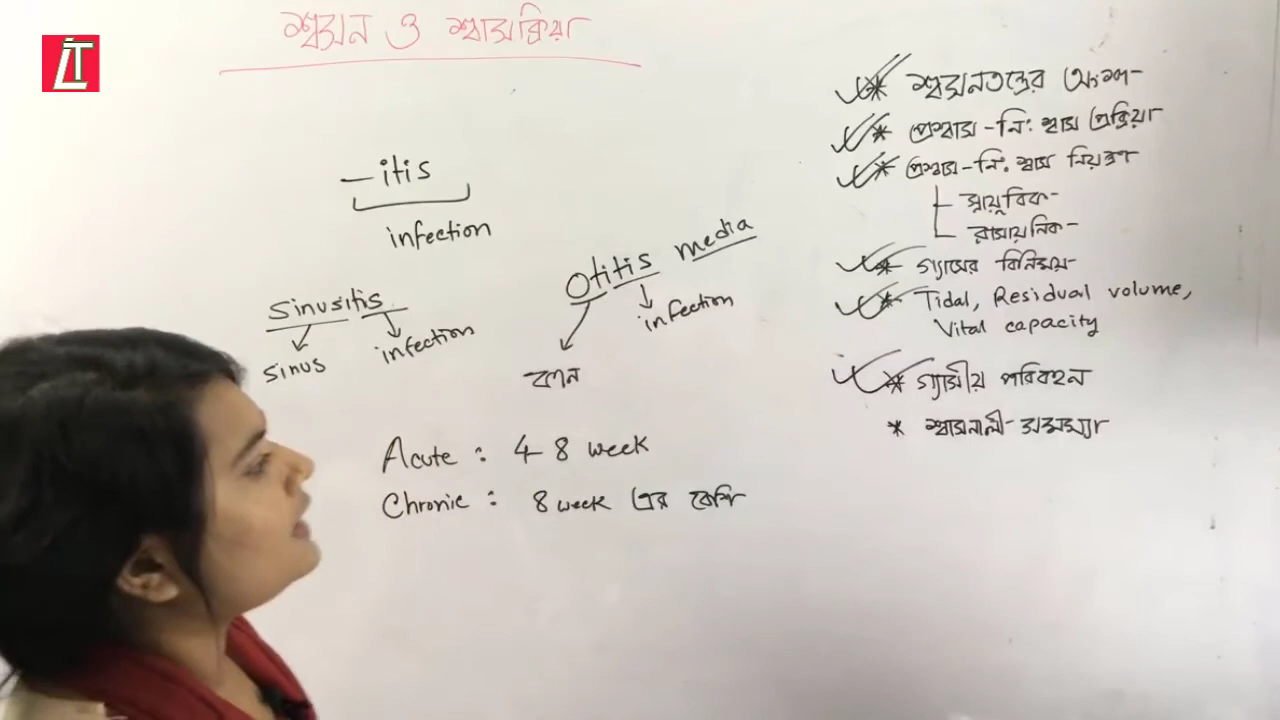 LT
শ্বসন ও শ্বাসক্রিয়া
-itis
infection
Sinusitis
sinus
infection
Otitis media
infection
কান
Acute : 4-8 week
Chronic : 8 week এর বেশি
* শ্বসনতন্ত্রের অংশ-
* প্রশ্বাস-নিঃশ্বাস প্রক্রিয়া
* প্রশ্বাস-নিঃশ্বাস নিয়ন্ত্রণ
স্নায়ুবিক-
রাসায়নিক-
* গ্যাসের বিনিময়-
* Tidal, Residual volume,
Vital capacity
* গ্যাসীয় পরিবহন
* শ্বাসনালী-সমস্যা